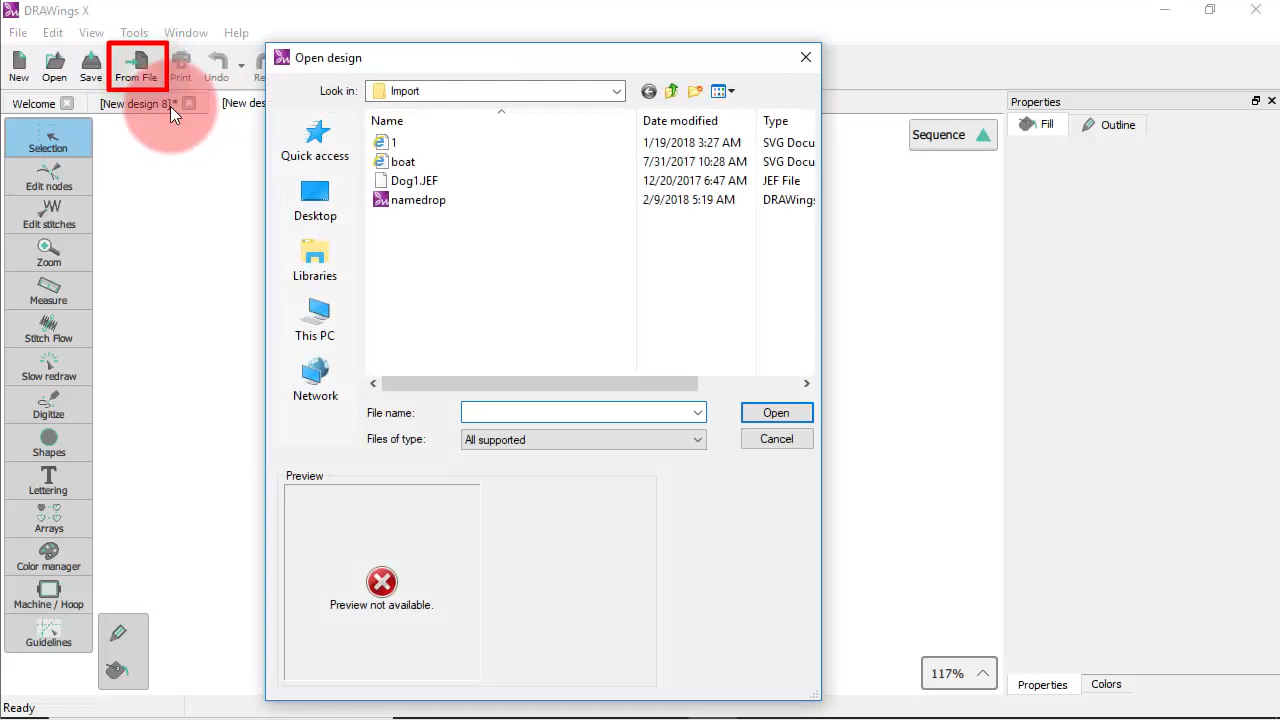 DRAWings X
File Edit View Tools Window Help
New Open Save From File Print Undo Re
Welcome [New design 8]* [New des
Selection
Edit nodes
Edit stitches
Zoom
Measure
Stitch Flow
Slow redraw
Digitize
Shapes
Lettering
Arrays
Color manager
Machine / Hoop
Guidelines
Open design
Look in: Import
Quick access
Desktop
Libraries
This PC
Network
Name Date modified Type
1 1/19/2018 3:27 AM SVG Docu
boat 7/31/2017 10:28 AM SVG Docu
Dog1.JEF 12/20/2017 6:47 AM JEF File
namedrop 2/9/2018 5:19 AM DRAWings
File name: Open
Files of type: All supported Cancel
Preview
Preview not available.
Sequence
117%
Properties
Fill Outline
Properties Colors
Ready